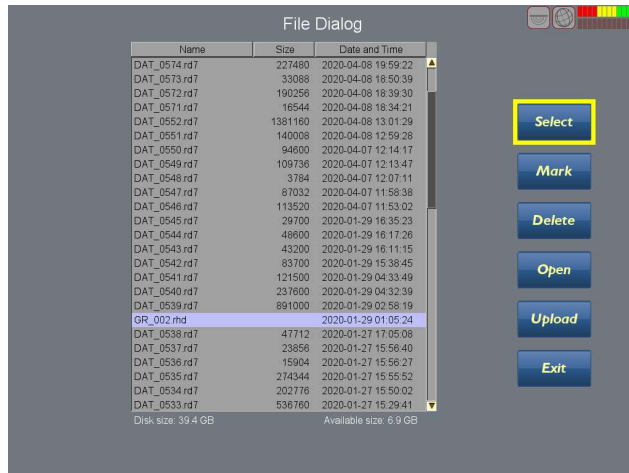 File Dialog
Name Size Date and Time
DAT_0574.rd7 227480 2020-04-08 19:59:22
DAT_0573.rd7 33088 2020-04-08 18:50:39
DAT_0572.rd7 190256 2020-04-08 18:39:30
DAT_0571.rd7 16544 2020-04-08 18:34:21
DAT_0552.rd7 1381160 2020-04-08 13:01:29
DAT_0551.rd7 140008 2020-04-08 12:59:28
DAT_0550.rd7 94600 2020-04-07 12:14:17
DAT_0549.rd7 109736 2020-04-07 12:13:47
DAT_0548.rd7 3784 2020-04-07 12:07:11
DAT_0547.rd7 87032 2020-04-07 11:58:38
DAT_0546.rd7 113520 2020-04-07 11:53:02
DAT_0545.rd7 29700 2020-01-29 16:35:23
DAT_0544.rd7 48600 2020-01-29 16:17:26
DAT_0543.rd7 43200 2020-01-29 16:11:15
DAT_0542.rd7 83700 2020-01-29 15:38:45
DAT_0541.rd7 121500 2020-01-29 04:33:49
DAT_0540.rd7 237600 2020-01-29 04:32:39
DAT_0539.rd7 891000 2020-01-29 02:58:19
GR_002.rhd 2020-01-29 01:05:24
DAT_0538.rd7 47712 2020-01-27 17:05:08
DAT_0537.rd7 23856 2020-01-27 15:56:40
DAT_0536.rd7 15904 2020-01-27 15:56:27
DAT_0535.rd7 274344 2020-01-27 15:55:52
DAT_0534.rd7 202776 2020-01-27 15:50:02
DAT_0533.rd7 536760 2020-01-27 15:29:41
Disk size: 39.4 GB Available size: 6.9 GB
Select
Mark
Delete
Open
Upload
Exit